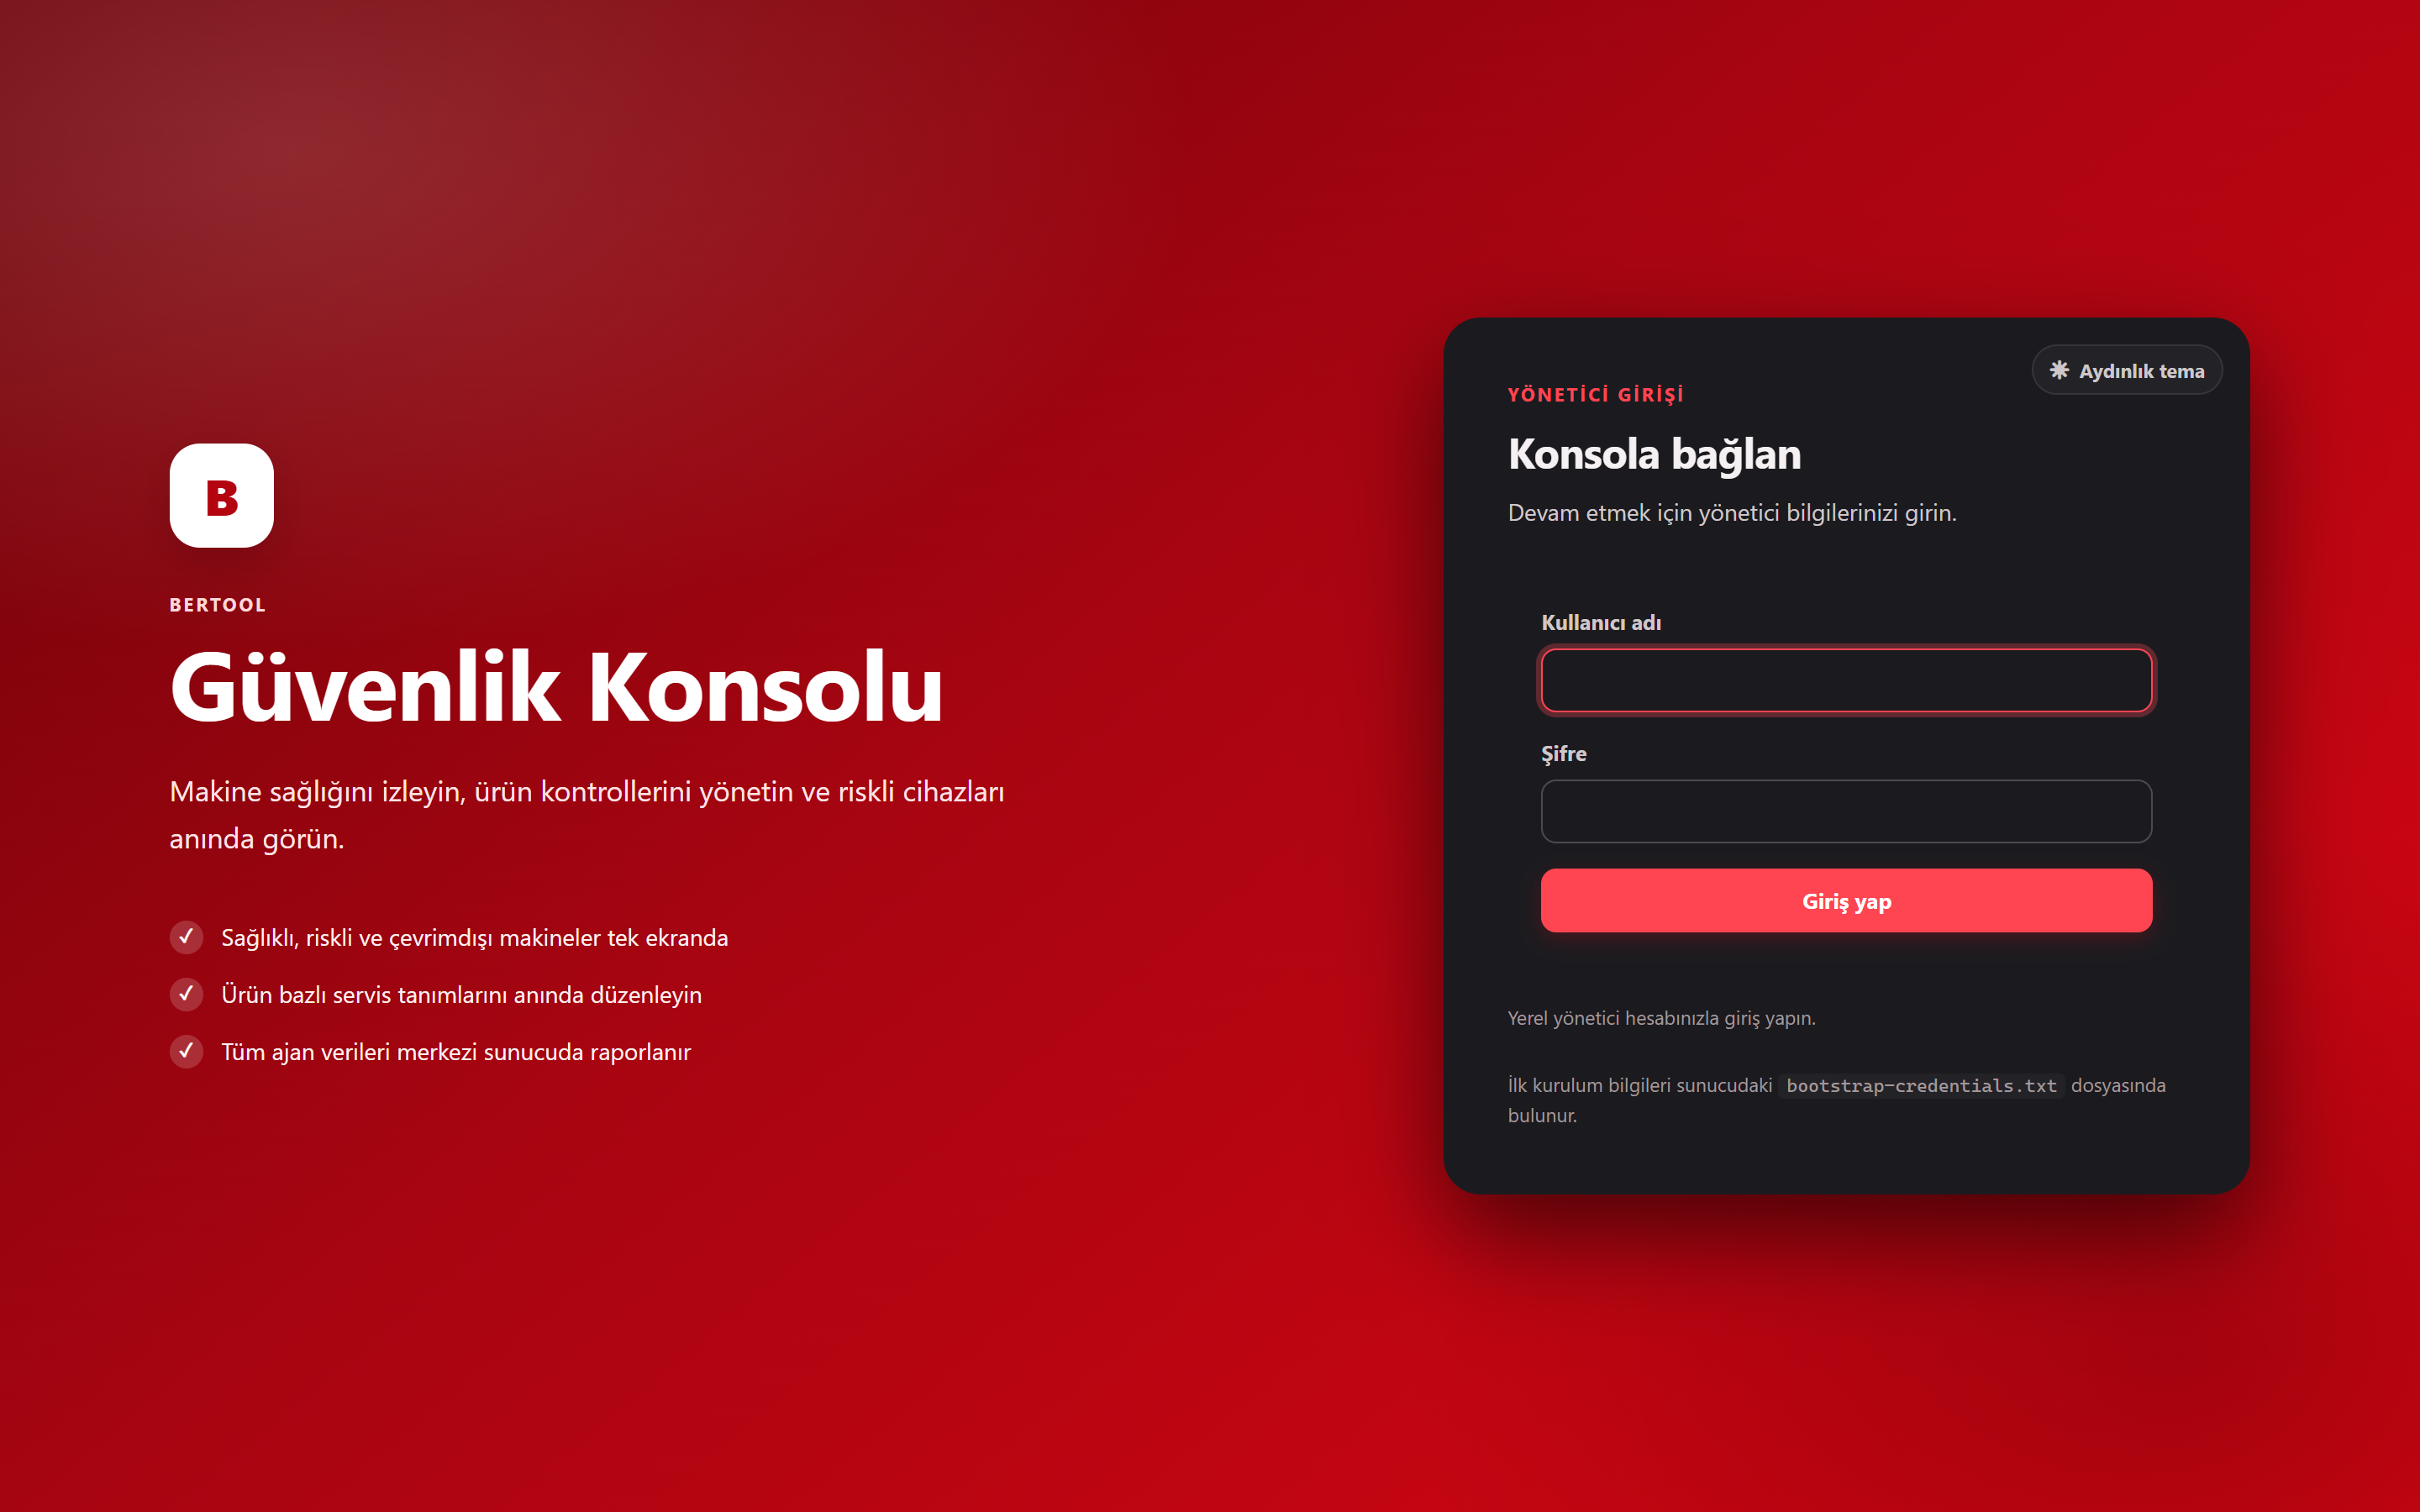 B
BERTOOL
Güvenlik Konsolu
Makine sağlığını izleyin, ürün kontrollerini yönetin ve riskli cihazları
anında görün.
✓ Sağlıklı, riskli ve çevrimdışı makineler tek ekranda
✓ Ürün bazlı servis tanımlarını anında düzenleyin
✓ Tüm ajan verileri merkezi sunucuda raporlanır
Aydınlık tema
YÖNETİCİ GİRİŞİ
Konsola bağlan
Devam etmek için yönetici bilgilerinizi girin.
Kullanıcı adı
Şifre
Giriş yap
Yerel yönetici hesabınızla giriş yapın.
İlk kurulum bilgileri sunucudaki bootstrap-credentials.txt dosyasında
bulunur.